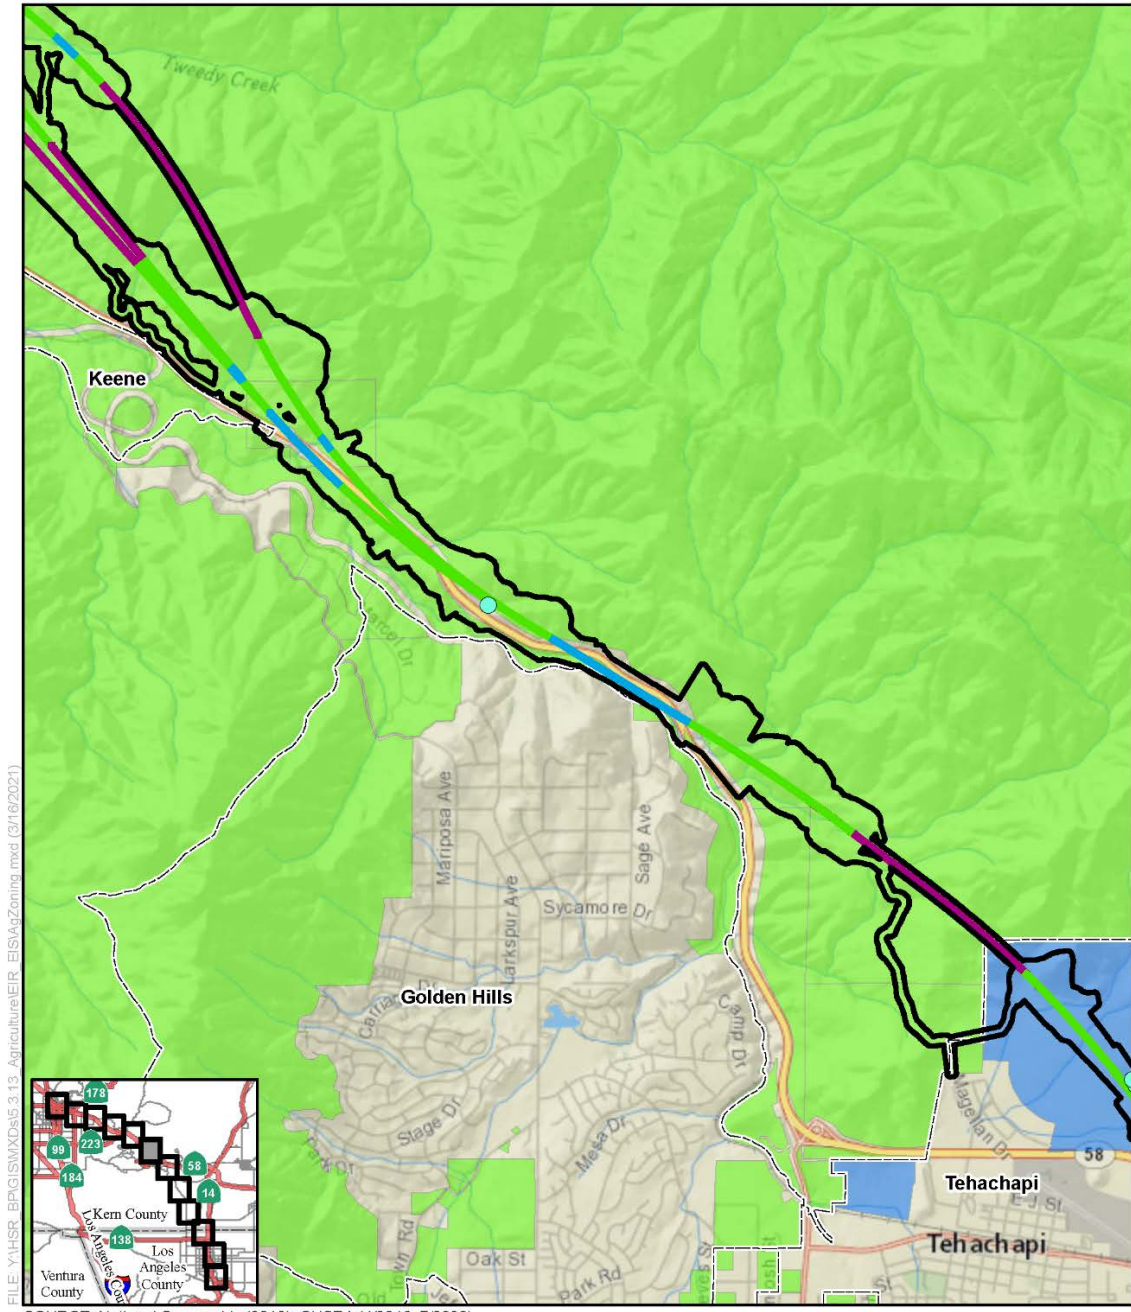 Tweedy Creek
Keene
Marcel Dr
Mariposa Ave
Sage Ave
Larkspur Ave
Sycamore Dr
Golden Hills
Camp Dr
Stage Dr
Park Dr
Magellan Dr
58
Tehachapi
E J St
Tehachapi
Oak St
Park Rd
178
99
223
184
58
14
Kern County
138
Los Angeles County
Ventura County
FILE: Y:\HSR_BP\GIS\MXDs\5.3.13_Agriculture\EIR_EIS\AgZoning.mxd (3/16/2021)